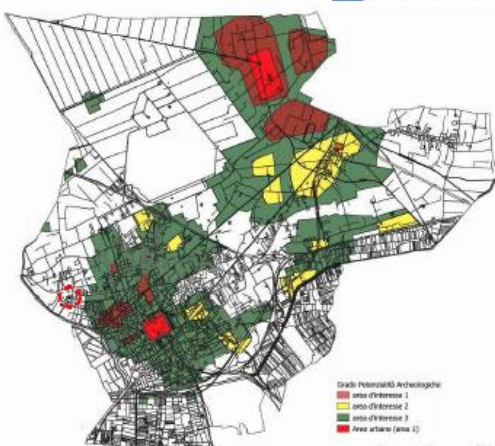 Grado Potenzialità Archeologiche
area d'interesse 1
area d'interesse 2
area d'interesse 3
Aree urbane (area 1)